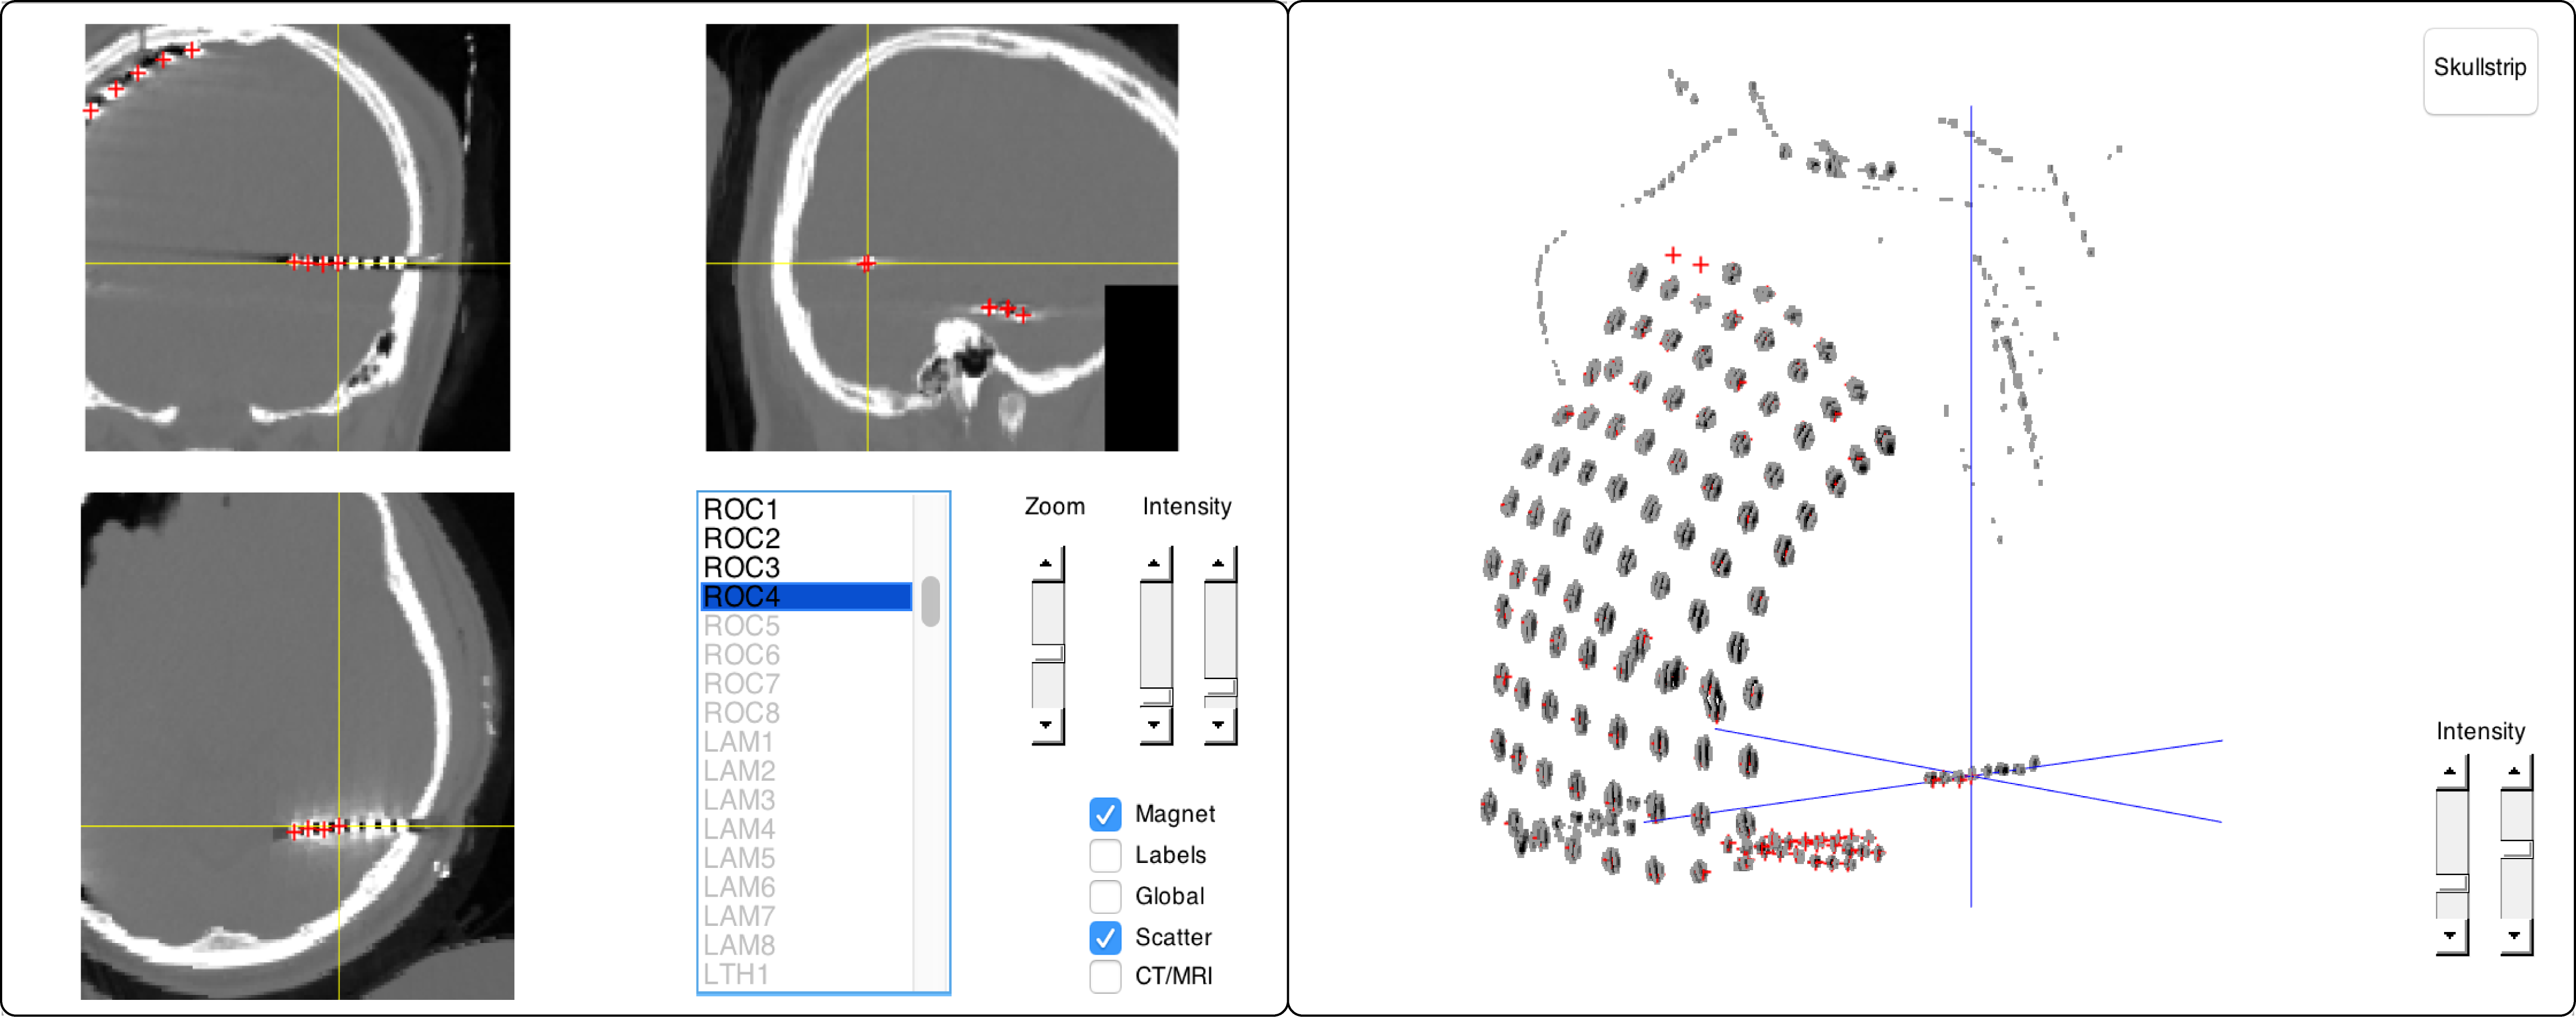 ROC1
ROC2
ROC3
ROC4
ROC5
ROC6
ROC7
ROC8
LAM1
LAM2
LAM3
LAM4
LAM5
LAM6
LAM7
LAM8
LTH1
Zoom
Intensity
Magnet
Labels
Global
Scatter
CT/MRI
Skullstrip
Intensity